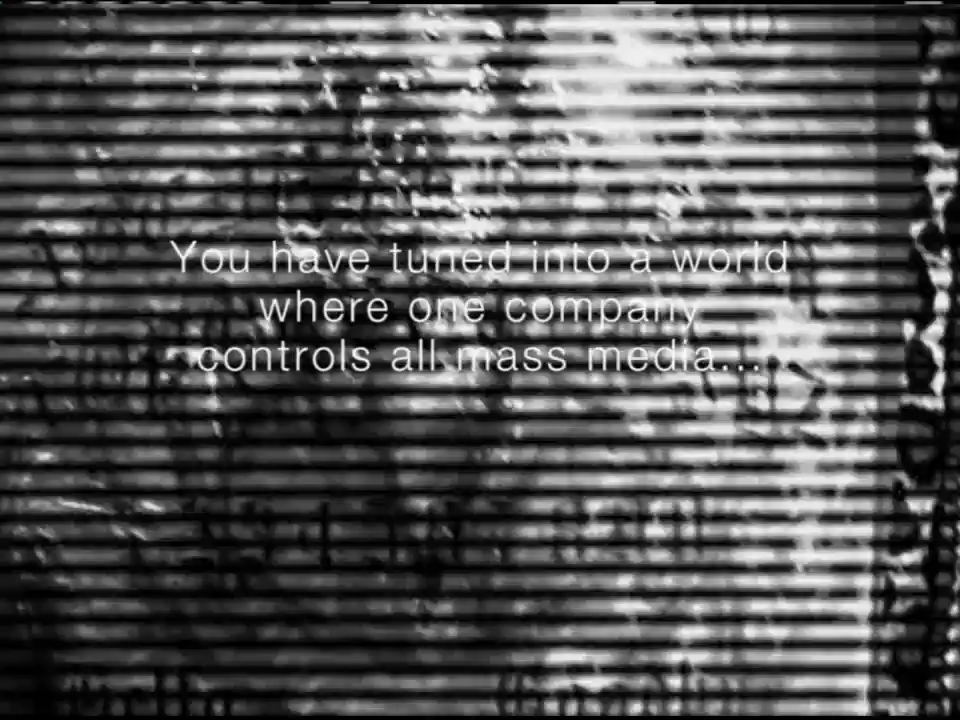 You have tuned into a world
where one company
controls all mass media...